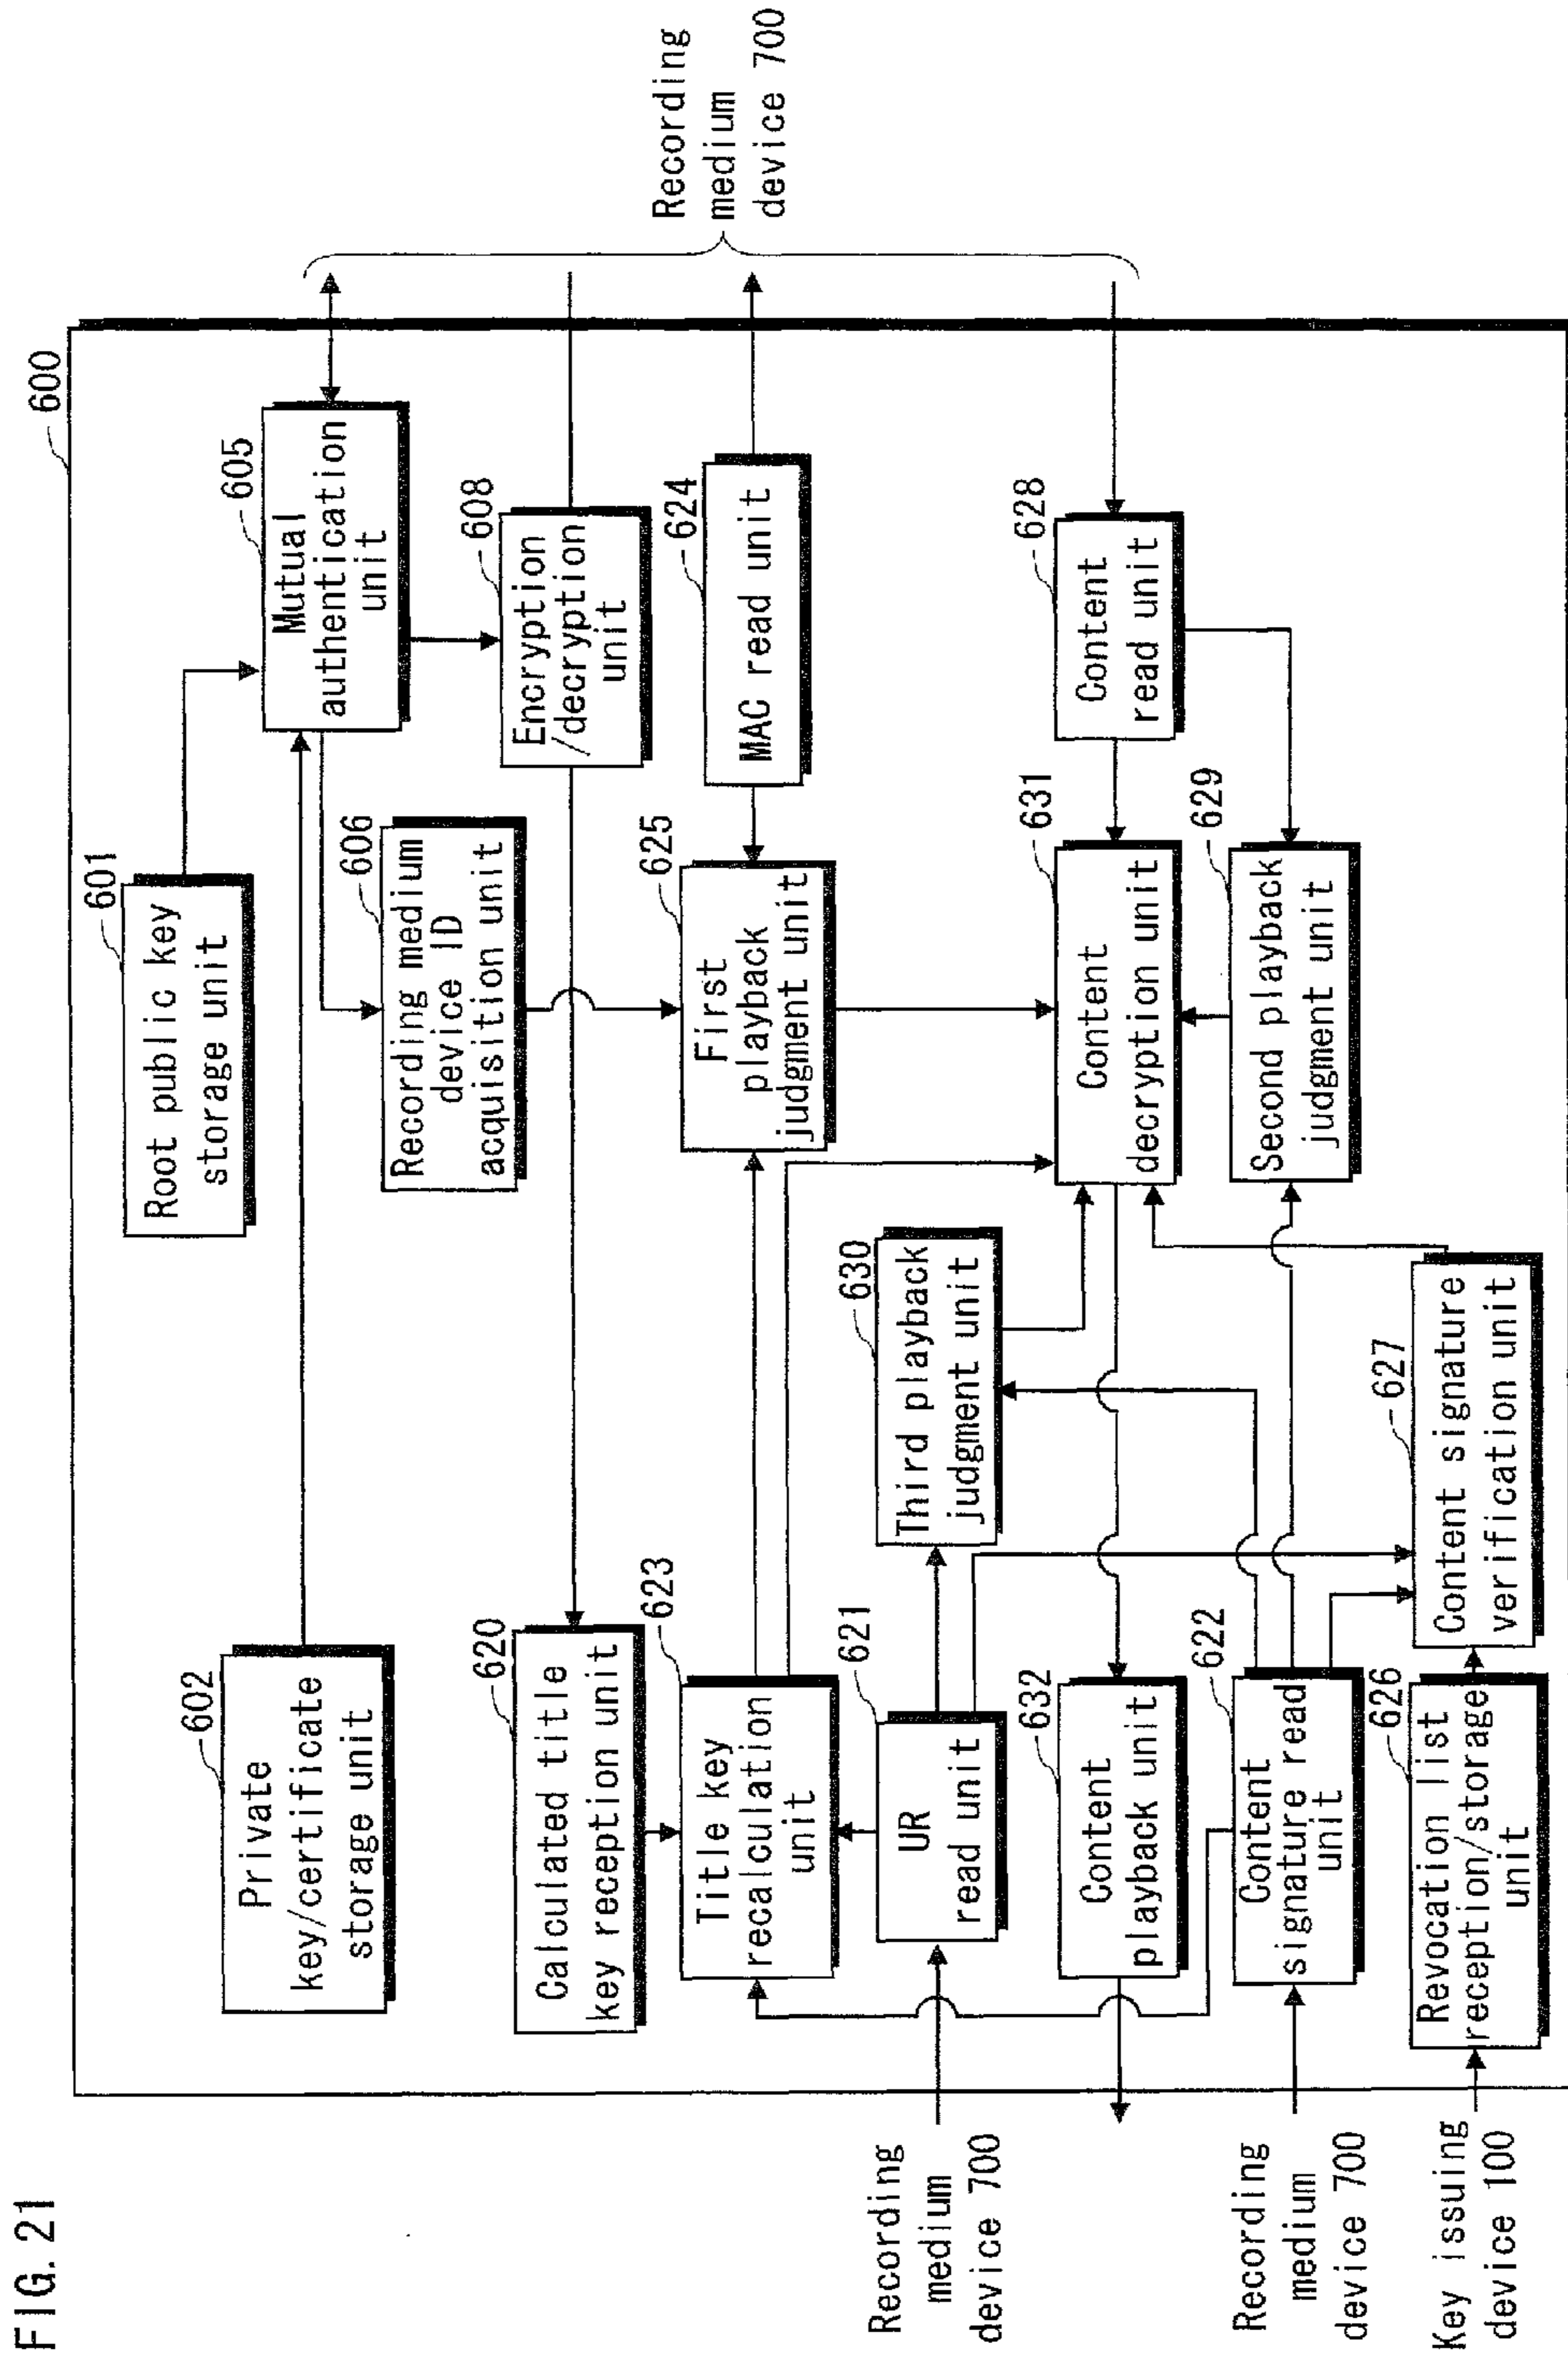 FIG. 21
600
601
Root public key
storage unit
602
Private
key/certificate
storage unit
605
Mutual
authentication
unit
606
Recording medium
device ID
acquisition unit
608
Encryption
/decryption
unit
620
Calculated title
key reception unit
623
Title key
recalculation
unit
625
First
playback
judgment unit
624
MAC read unit
Recording
medium
device 700
621
UR
read unit
630
Third playback
judgment unit
Recording
medium
device 700
632
Content
playback unit
631
Content
decryption unit
628
Content
read unit
622
Content
signature read
unit
629
Second playback
judgment unit
Recording
medium
device 700
626
Revocation list
reception/storage
unit
627
Content signature
verification unit
Key issuing
device 100